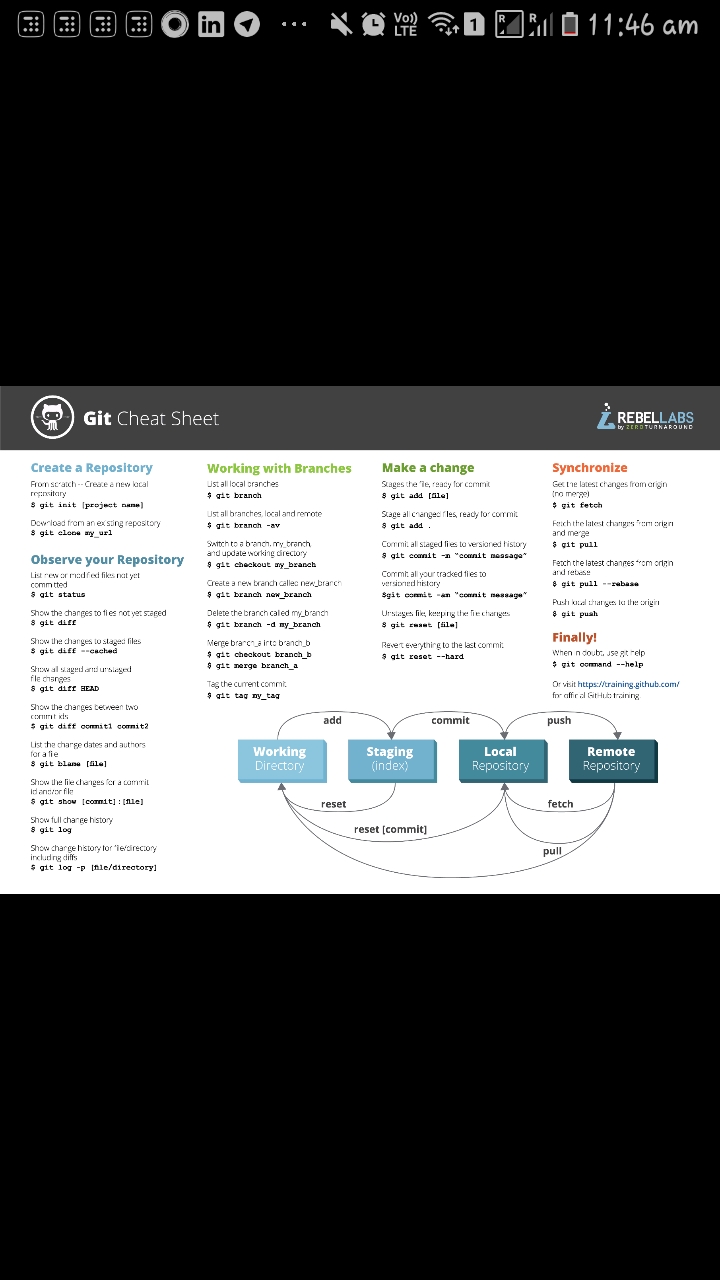 Vo))
LTE
1
R
R
11:46 am
Git Cheat Sheet
REBELLABS
by ZEROTURNAROUND
Create a Repository
From scratch -- Create a new local
repository
$ git init [project name]
Download from an existing repository
$ git clone my_url
Observe your Repository
List new or modified files not yet
committed
$ git status
Show the changes to files not yet staged
$ git diff
Show the changes to staged files
$ git diff --cached
Show all staged and unstaged
file changes
$ git diff HEAD
Show the changes between two
commit ids
$ git diff commit1 commit2
List the change dates and authors
for a file
$ git blame [file]
Show the file changes for a commit
id and/or file
$ git show [commit]:[file]
Show full change history
$ git log
Show change history for file/directory
including diffs
$ git log -p [file/directory]
Working with Branches
List all local branches
$ git branch
List all branches, local and remote
$ git branch -av
Switch to a branch, my_branch,
and update working directory
$ git checkout my_branch
Create a new branch called new_branch
$ git branch new_branch
Delete the branch called my_branch
$ git branch -d my_branch
Merge branch_a into branch_b
$ git checkout branch_b
$ git merge branch_a
Tag the current commit
$ git tag my_tag
Make a change
Stages the file, ready for commit
$ git add [file]
Stage all changed files, ready for commit
$ git add .
Commit all staged files to versioned history
$ git commit -m “commit message”
Commit all your tracked files to
versioned history
$git commit -am “commit message”
Unstages file, keeping the file changes
$ git reset [file]
Revert everything to the last commit
$ git reset --hard
Synchronize
Get the latest changes from origin
(no merge)
$ git fetch
Fetch the latest changes from origin
and merge
$ git pull
Fetch the latest changes from origin
and rebase
$ git pull --rebase
Push local changes to the origin
$ git push
Finally!
When in doubt, use git help
$ git command --help
Or visit https://training.github.com/
for official GitHub training.
add
commit
push
Working
Directory
Staging
(index)
Local
Repository
Remote
Repository
reset
fetch
reset [commit]
pull